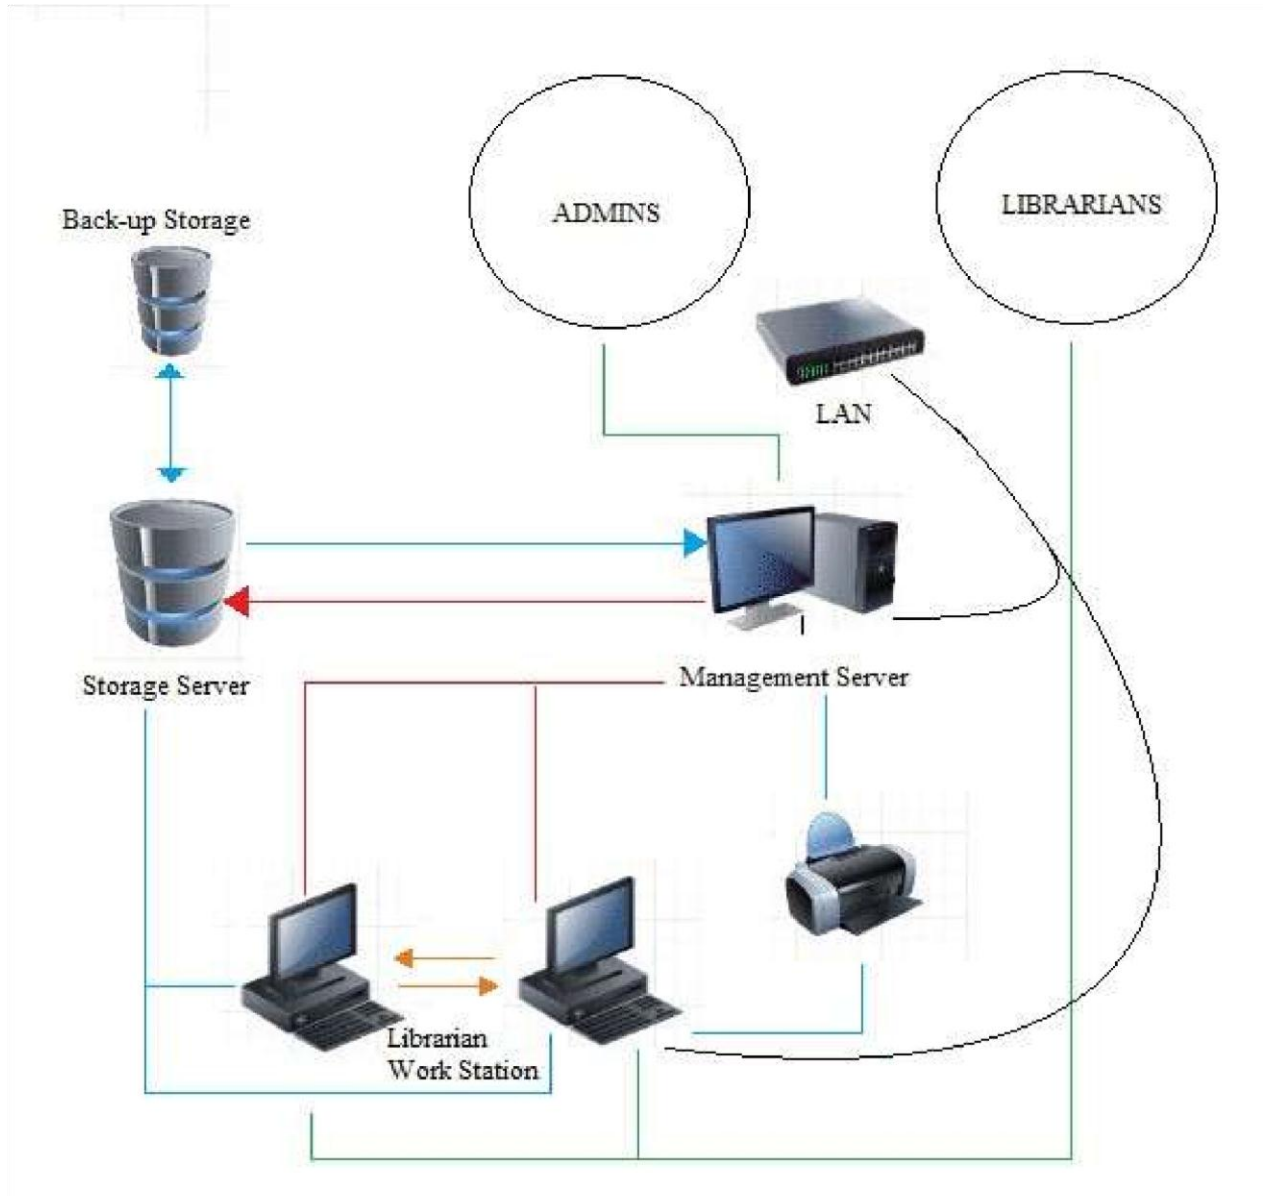 ADMINS
LIBRARIANS
Back-up Storage
LAN
Storage Server
Management Server
Librarian
Work Station